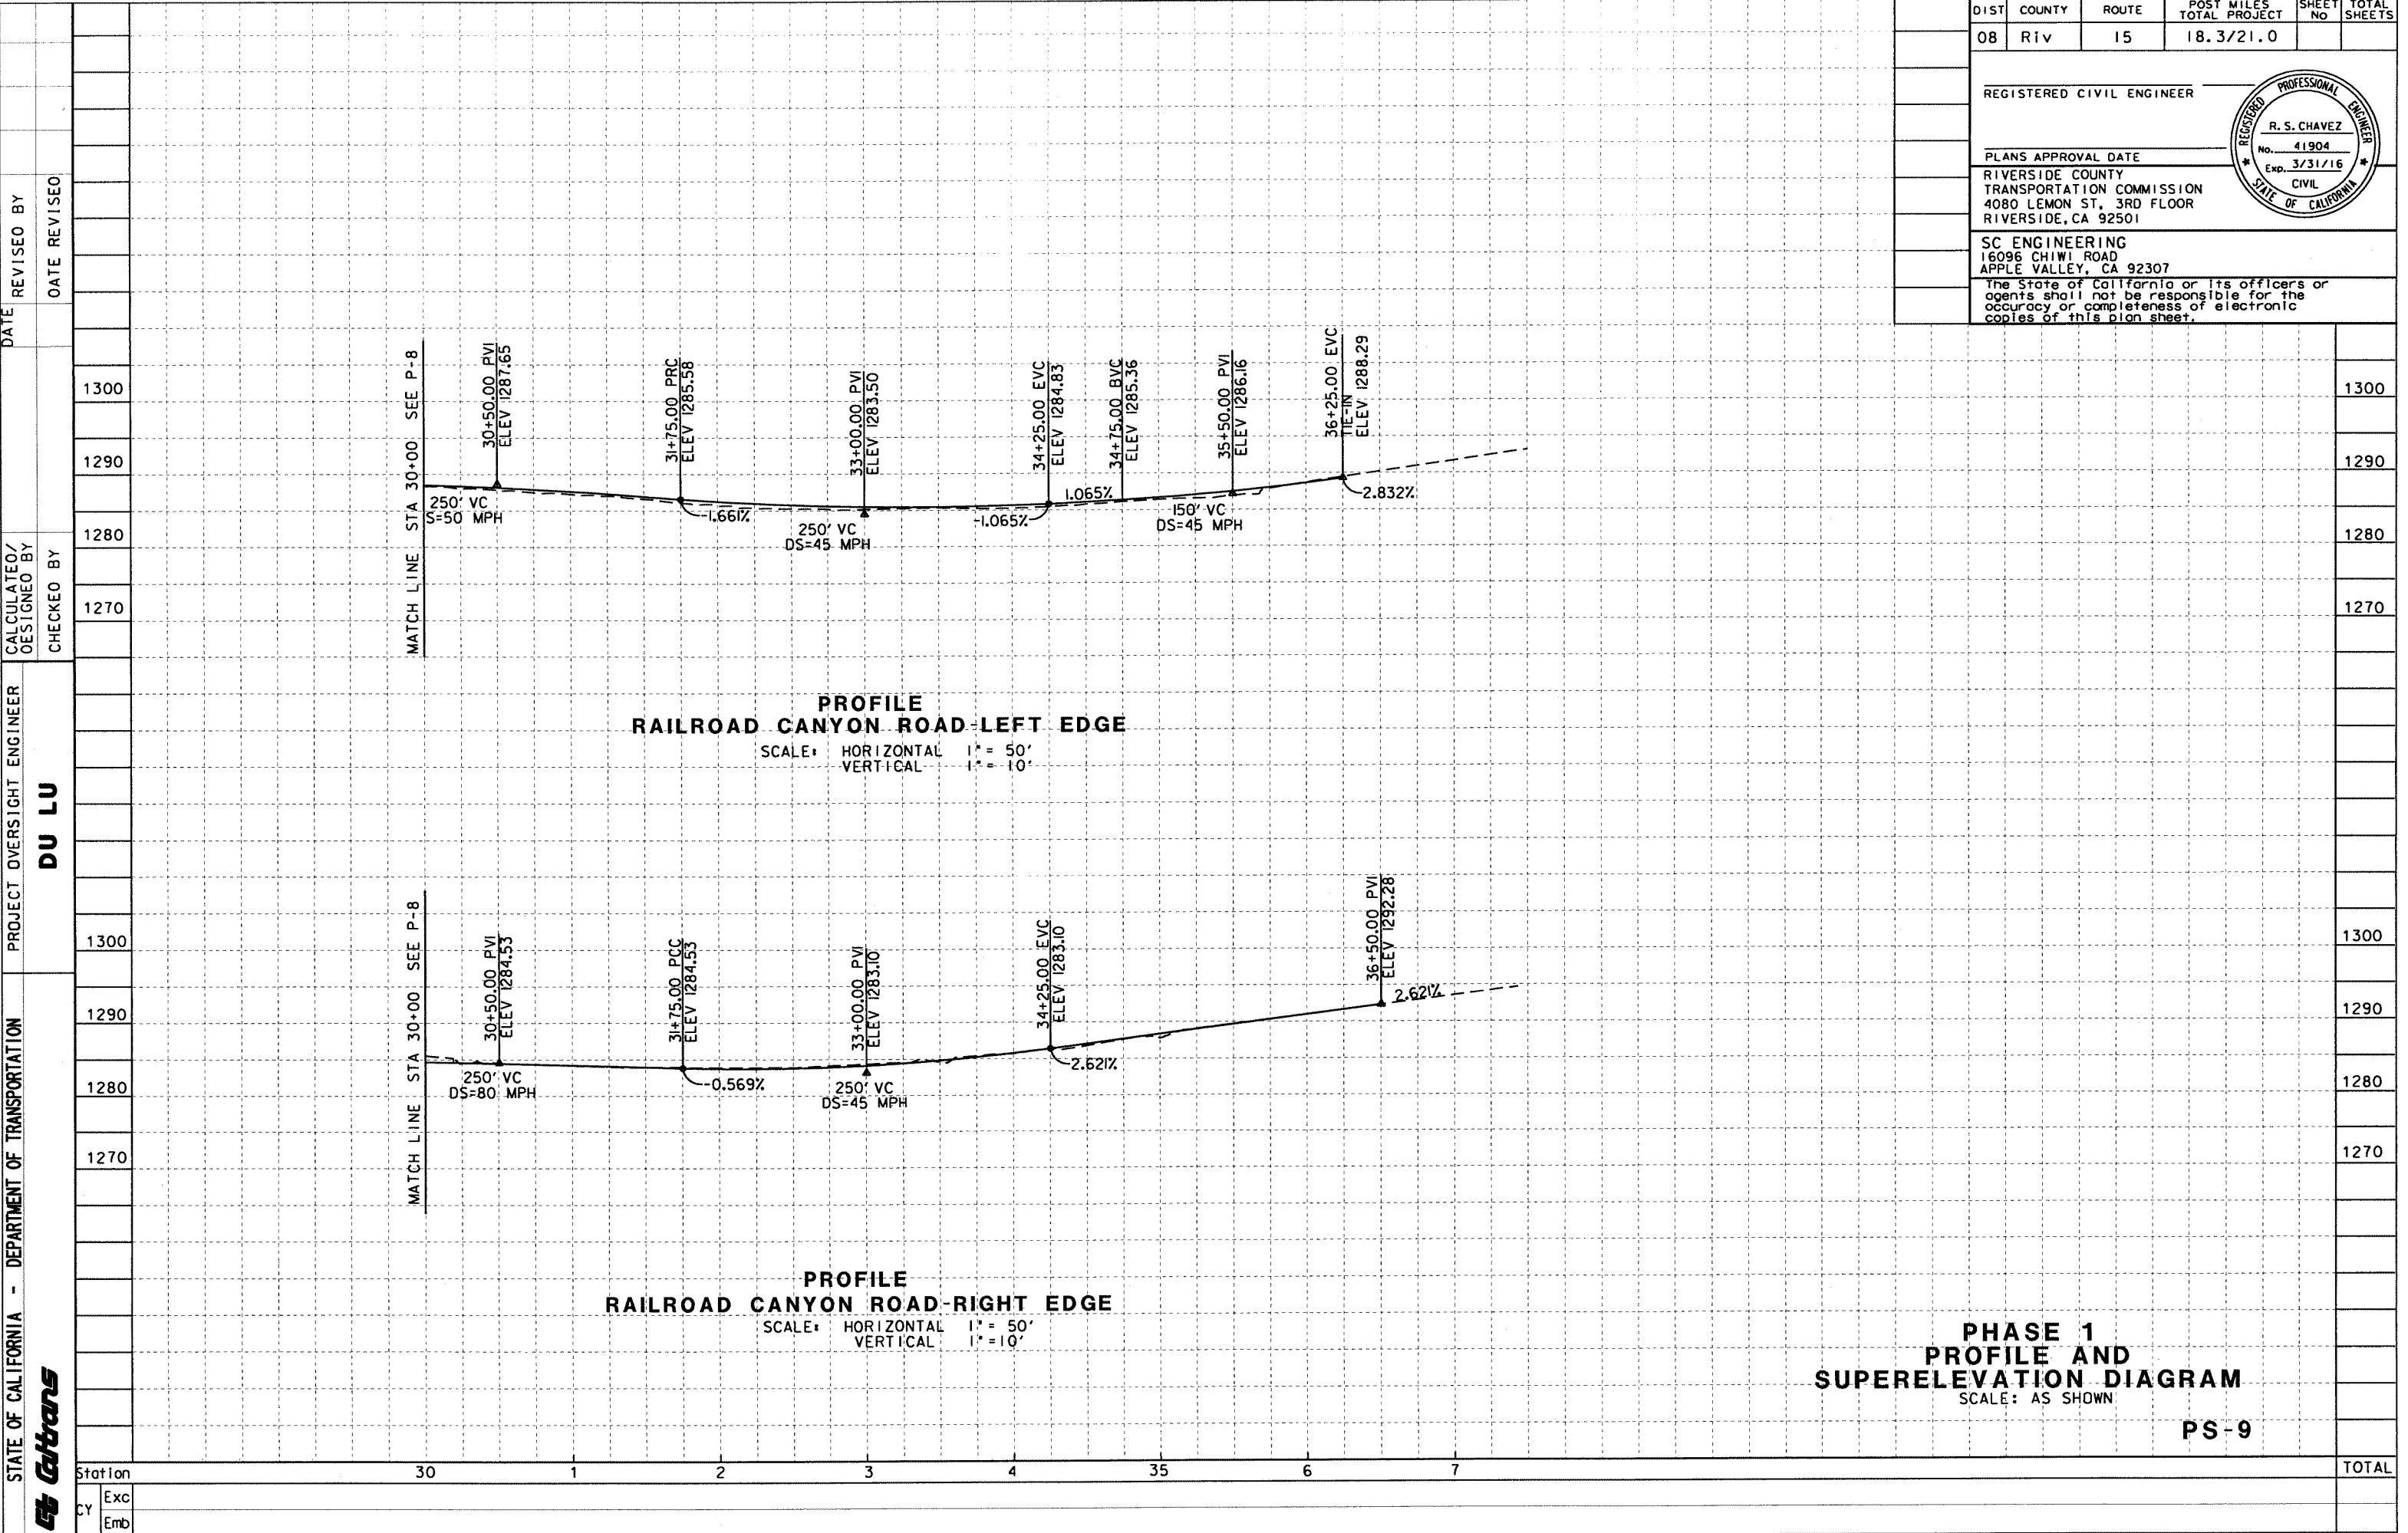 DIST COUNTY ROUTE POST MILES TOTAL PROJECT SHEET No TOTAL SHEETS
08 Riv 15 18.3/21.0
REGISTERED CIVIL ENGINEER
PLANS APPROVAL DATE
REGISTERED PROFESSIONAL ENGINEER
R. S. CHAVEZ
No. 41904
Exp. 3/31/16
CIVIL
STATE OF CALIFORNIA
RIVERSIDE COUNTY
TRANSPORTATION COMMISSION
4080 LEMON ST, 3RD FLOOR
RIVERSIDE, CA 92501
SC ENGINEERING
16096 CHIWI ROAD
APPLE VALLEY, CA 92307
The State of California or its officers or
agents shall not be responsible for the
accuracy or completeness of electronic
copies of this plan sheet.
DATE REVISED BY
DATE REVISED
CALCULATED/
DESIGNED BY
CHECKED BY
PROJECT OVERSIGHT ENGINEER
DU LU
STATE OF CALIFORNIA - DEPARTMENT OF TRANSPORTATION
Caltrans
1300
1290
1280
1270
1300
1290
1280
1270
MATCH LINE STA 30+00 SEE P-8
30+50.00 PVI
ELEV 1287.65
31+75.00 PRC
ELEV 1285.58
33+00.00 PVI
ELEV 1283.50
34+25.00 EVC
ELEV 1284.83
34+75.00 BVC
ELEV 1285.36
35+50.00 PVI
ELEV 1286.16
36+25.00 EVC
TIE-IN
ELEV 1288.29
250' VC
S=50 MPH
-1.661%
250' VC
DS=45 MPH
-1.065%
1.065%
150' VC
DS=45 MPH
2.832%
PROFILE
RAILROAD CANYON ROAD-LEFT EDGE
SCALE: HORIZONTAL 1" = 50'
VERTICAL 1" = 10'
1300
1290
1280
1270
1300
1290
1280
1270
MATCH LINE STA 30+00 SEE P-8
30+50.00 PVI
ELEV 1284.53
31+75.00 PCC
ELEV 1284.53
33+00.00 PVI
ELEV 1283.10
34+25.00 EVC
ELEV 1283.10
36+50.00 PVI
ELEV 1292.28
250' VC
DS=80 MPH
-0.569%
250' VC
DS=45 MPH
2.621%
2.621%
PROFILE
RAILROAD CANYON ROAD-RIGHT EDGE
SCALE: HORIZONTAL 1" = 50'
VERTICAL 1" =10'
PHASE 1
PROFILE AND
SUPERELEVATION DIAGRAM
SCALE: AS SHOWN
PS-9
Station 30 1 2 3 4 35 6 7 TOTAL
CY
Exc
Emb